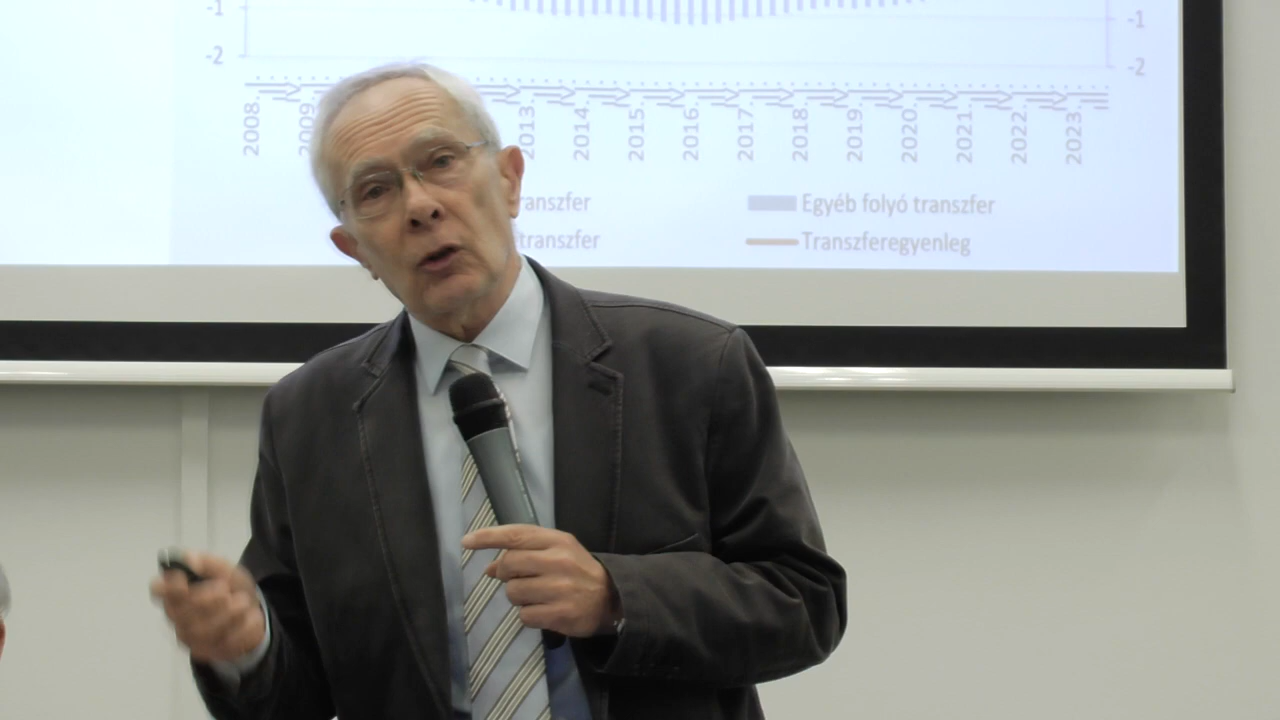 -1 -1
-2 -2
2008. 2009. 2013. 2014. 2015. 2016. 2017. 2018. 2019. 2020. 2021. 2022. 2023.
transzfer Egyéb folyó transzfer
transzfer Transzferegyenleg